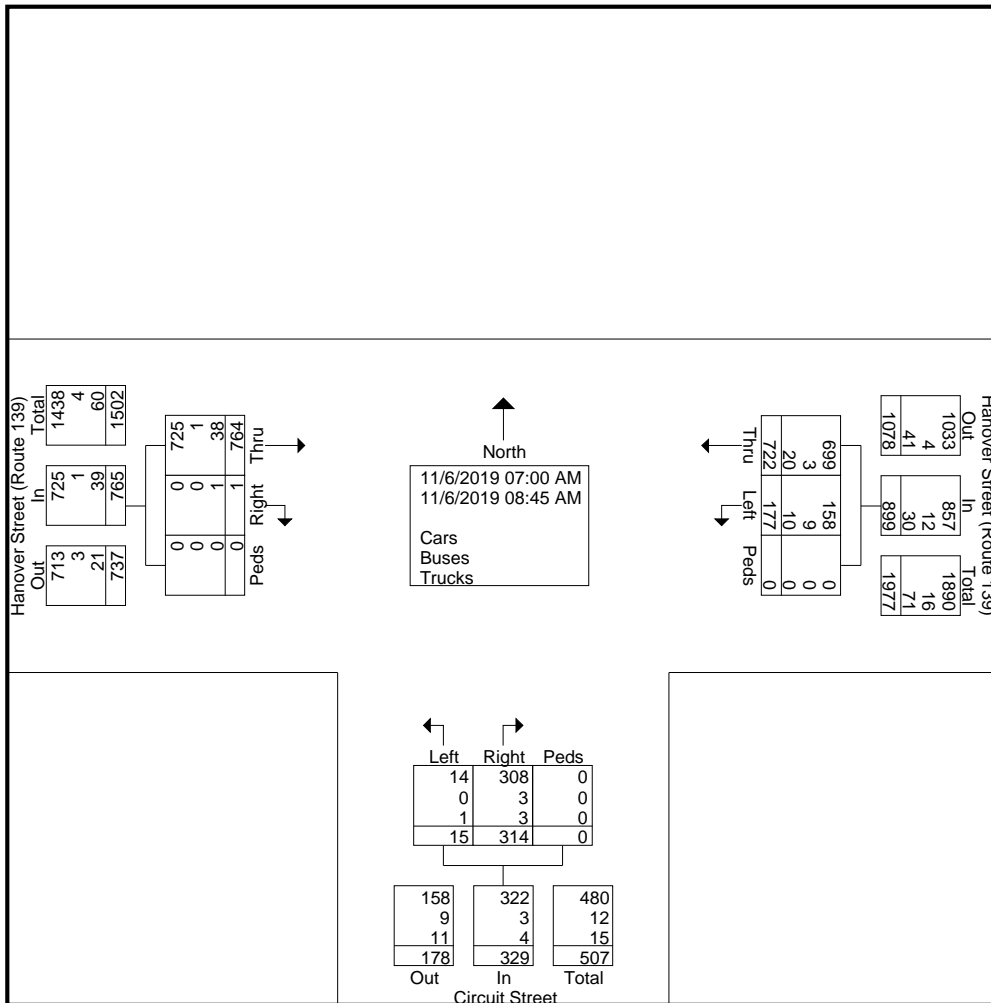 Hanover Street (Route 139)
Total
1438
4
60
1502
In
725
1
39
765
Out
713
3
21
737
Thru
725
1
38
764
Right
0
0
1
1
Peds
0
0
0
0
North
11/6/2019 07:00 AM
11/6/2019 08:45 AM
Cars
Buses
Trucks
Hanover Street (Route 139)
Out
1033
4
41
1078
In
857
12
30
899
Total
1890
16
71
1977
Thru
699
3
20
722
Left
158
9
10
177
Peds
0
0
0
0
Left Right Peds
14 308 0
0 3 0
1 3 0
15 314 0
158 322 480
9 3 12
11 4 15
178 329 507
Out In Total
Circuit Street